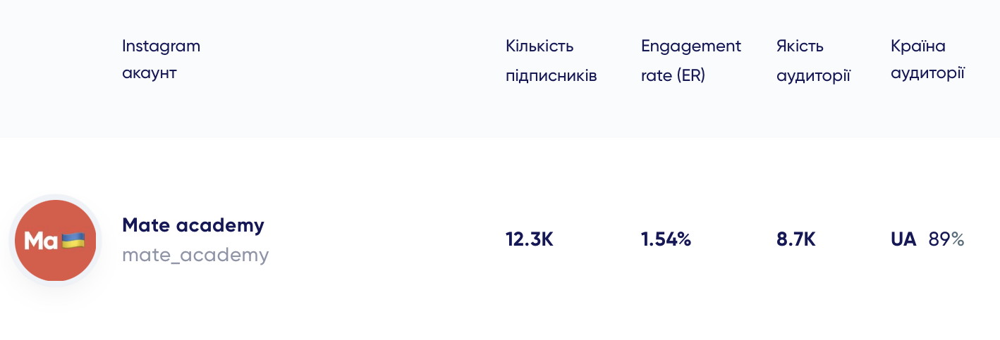 Instagram
акаунт
Кількість
підписників
Engagement
rate (ER)
Якість
аудиторії
Країна
аудиторії
Ma
Mate academy
mate_academy
12.3K
1.54%
8.7K
UA 89%